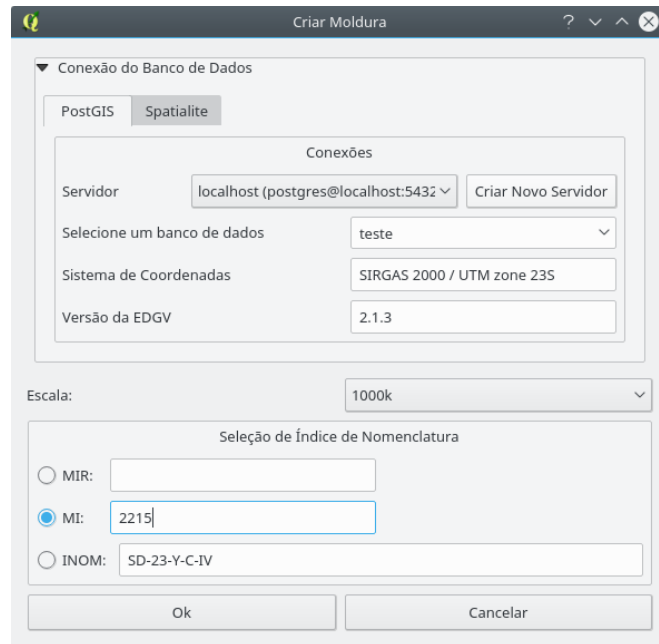 Criar Moldura
Conexão do Banco de Dados
PostGIS Spatialite
Conexões
Servidor localhost (postgres@localhost:5432 Criar Novo Servidor
Selecione um banco de dados teste
Sistema de Coordenadas SIRGAS 2000 / UTM zone 23S
Versão da EDGV 2.1.3
Escala: 1000k
Seleção de Índice de Nomenclatura
MIR:
MI: 2215
INOM: SD-23-Y-C-IV
Ok Cancelar